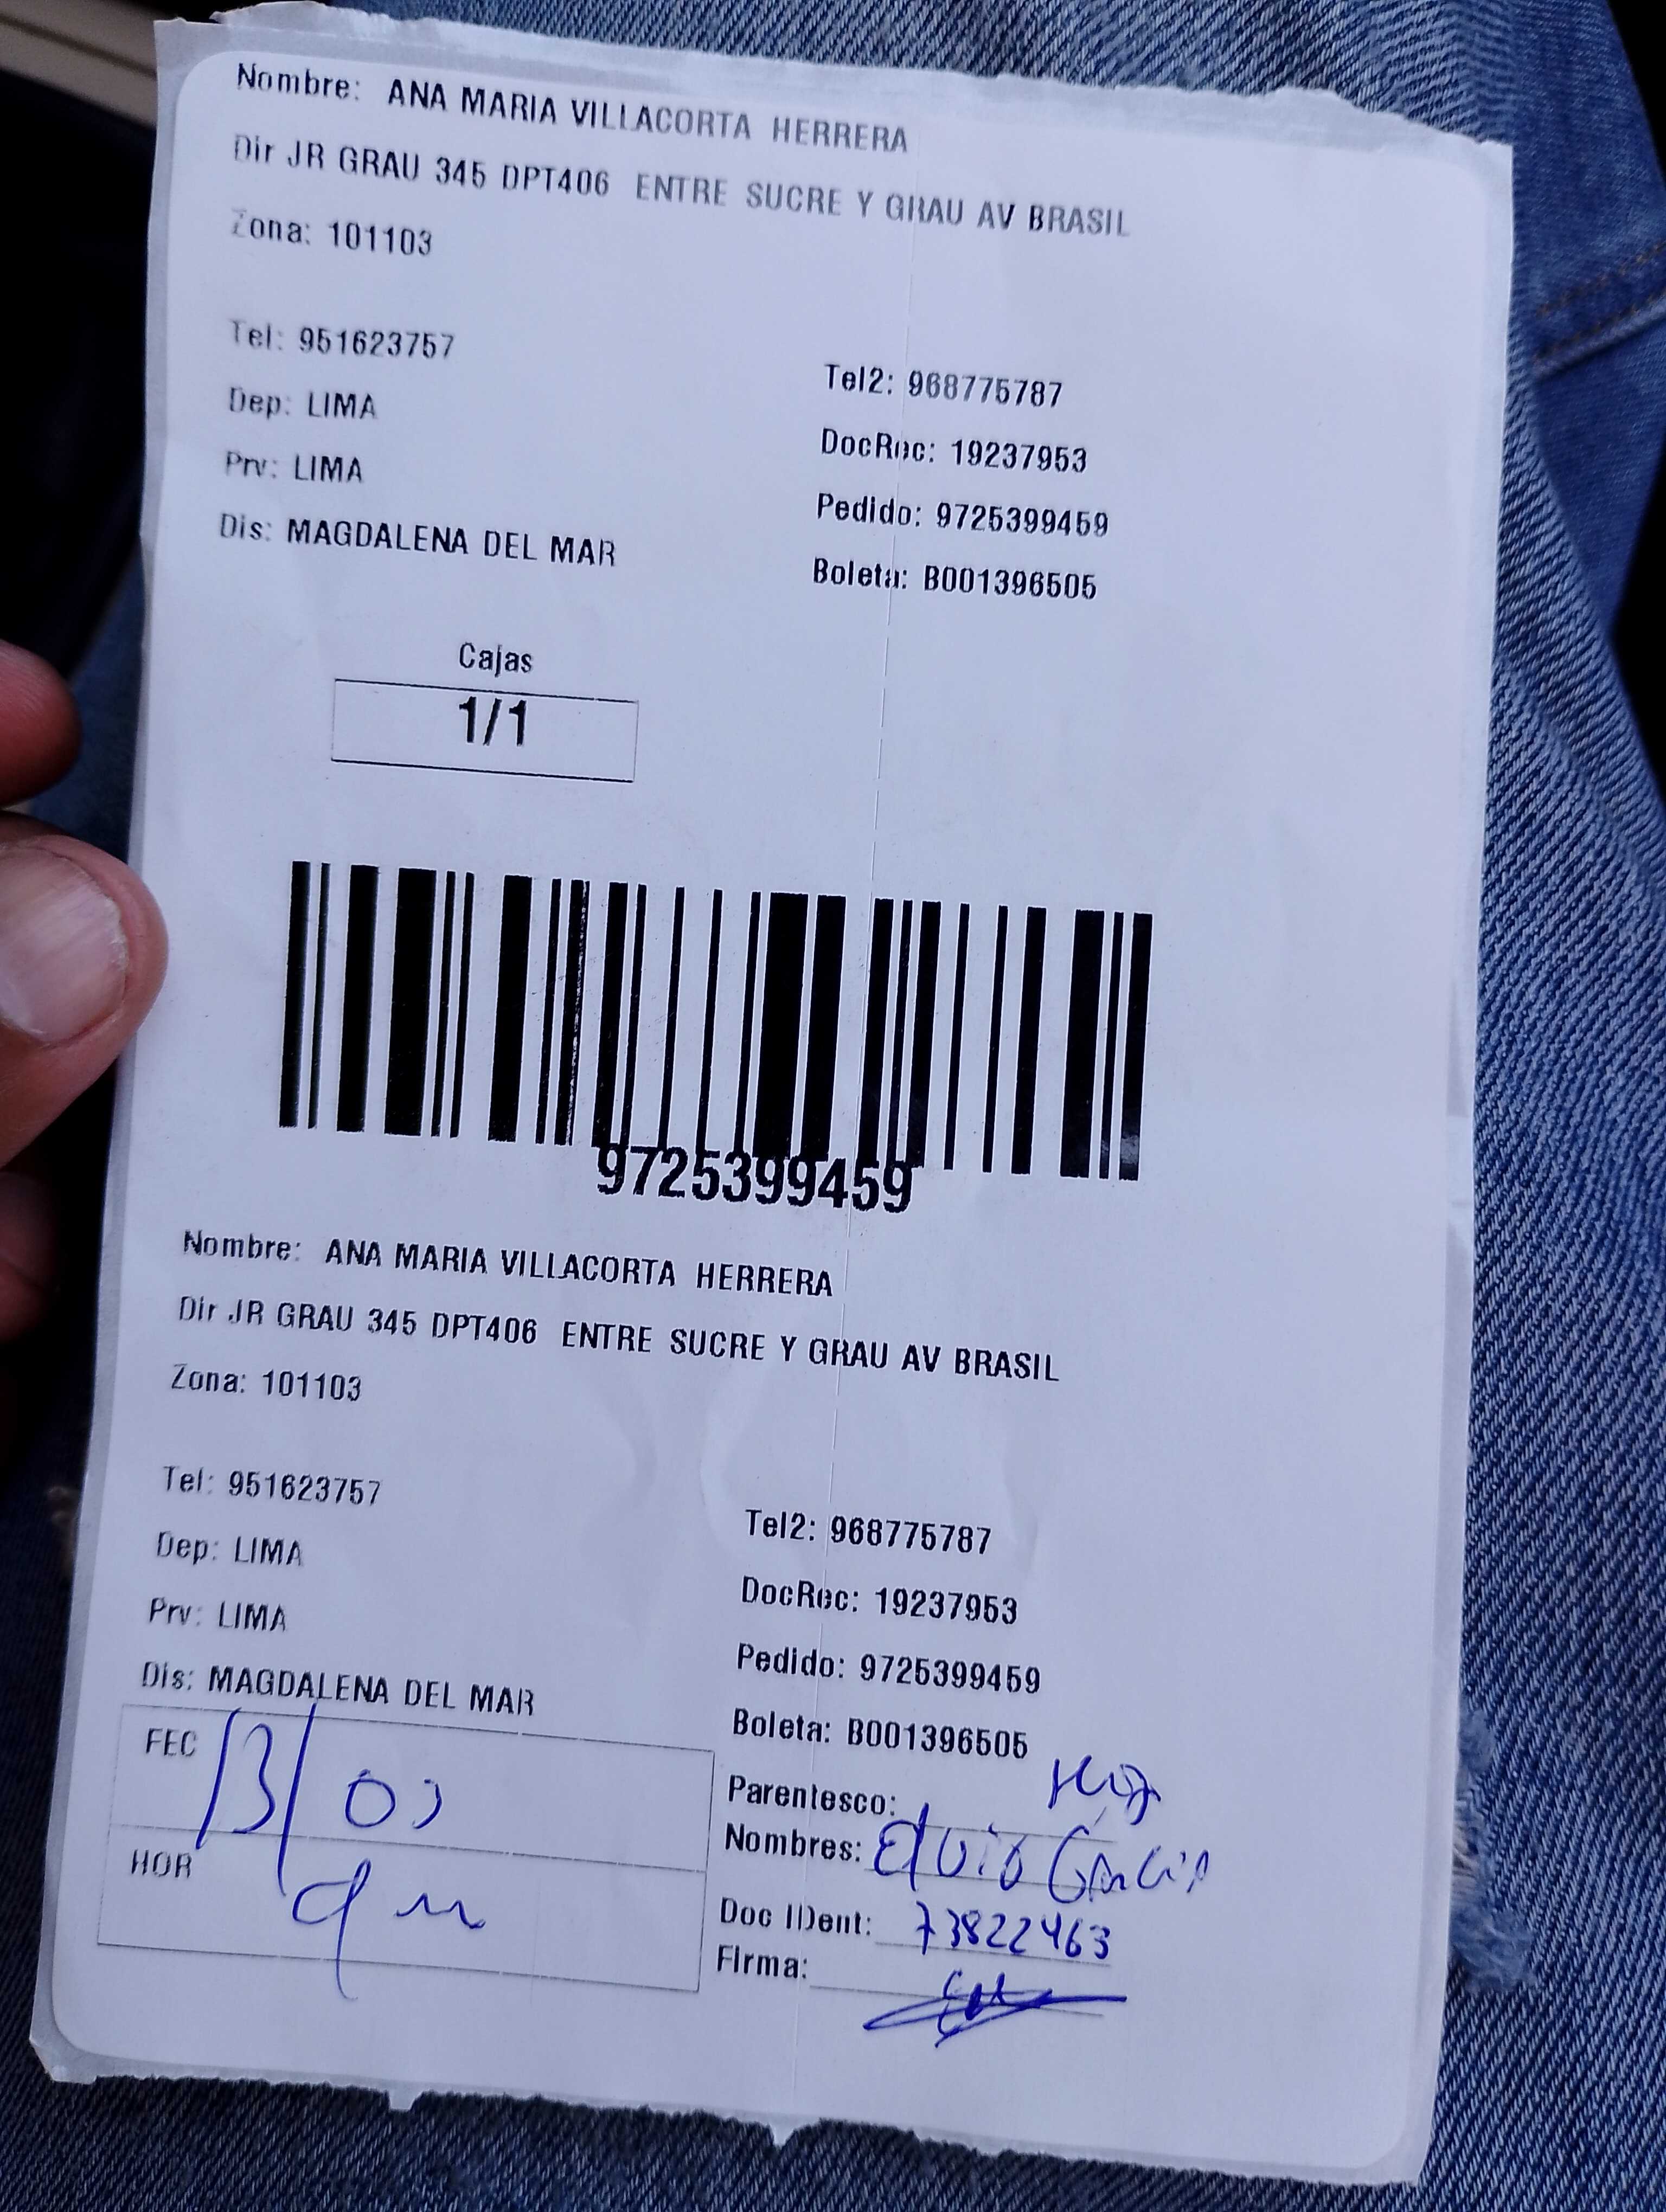 Nombre: ANA MARIA VILLACORTA HERRERA
Dir JR GRAU 345 DPT406 ENTRE SUCRE Y GRAU AV BRASIL
Zona: 101103
Tel: 951623757
Tel2: 968775787
Dep: LIMA
DocRec: 19237953
Prv: LIMA
Pedido: 9725399459
Dis: MAGDALENA DEL MAR
Boleta: B001396505
Cajas
1/1
9725399459
Nombre: ANA MARIA VILLACORTA HERRERA
Dir JR GRAU 345 DPT406 ENTRE SUCRE Y GRAU AV BRASIL
Zona: 101103
Tel: 951623757
Tel2: 968775787
Dep: LIMA
DocRec: 19237953
Prv: LIMA
Pedido: 9725399459
Dis: MAGDALENA DEL MAR
Boleta: B001396505
FEC 13/03
HOR
Parentesco:
Nombres: Garcia
Doc IDent: 73822463
Firma: